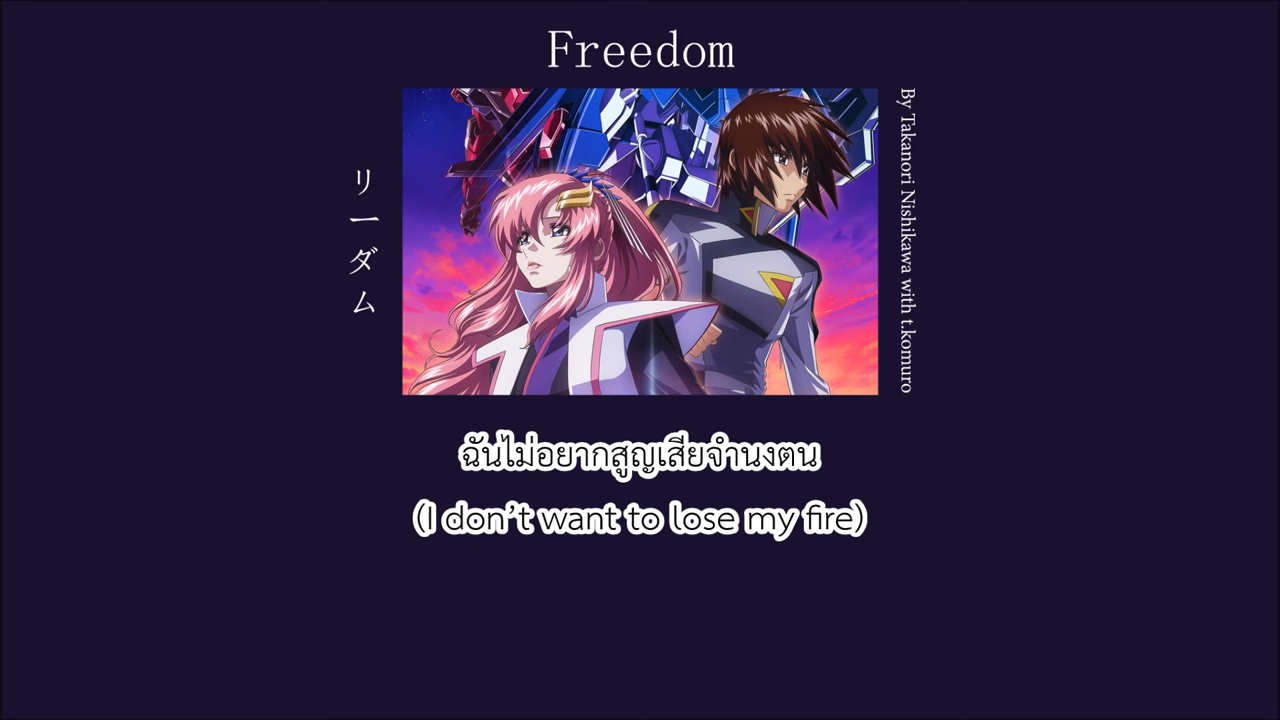 Freedom
リーダム
By Takanori Nishikawa with t.komuro
ฉันไม่อยากสูญเสียจำนงตน
(I don't want to lose my fire)